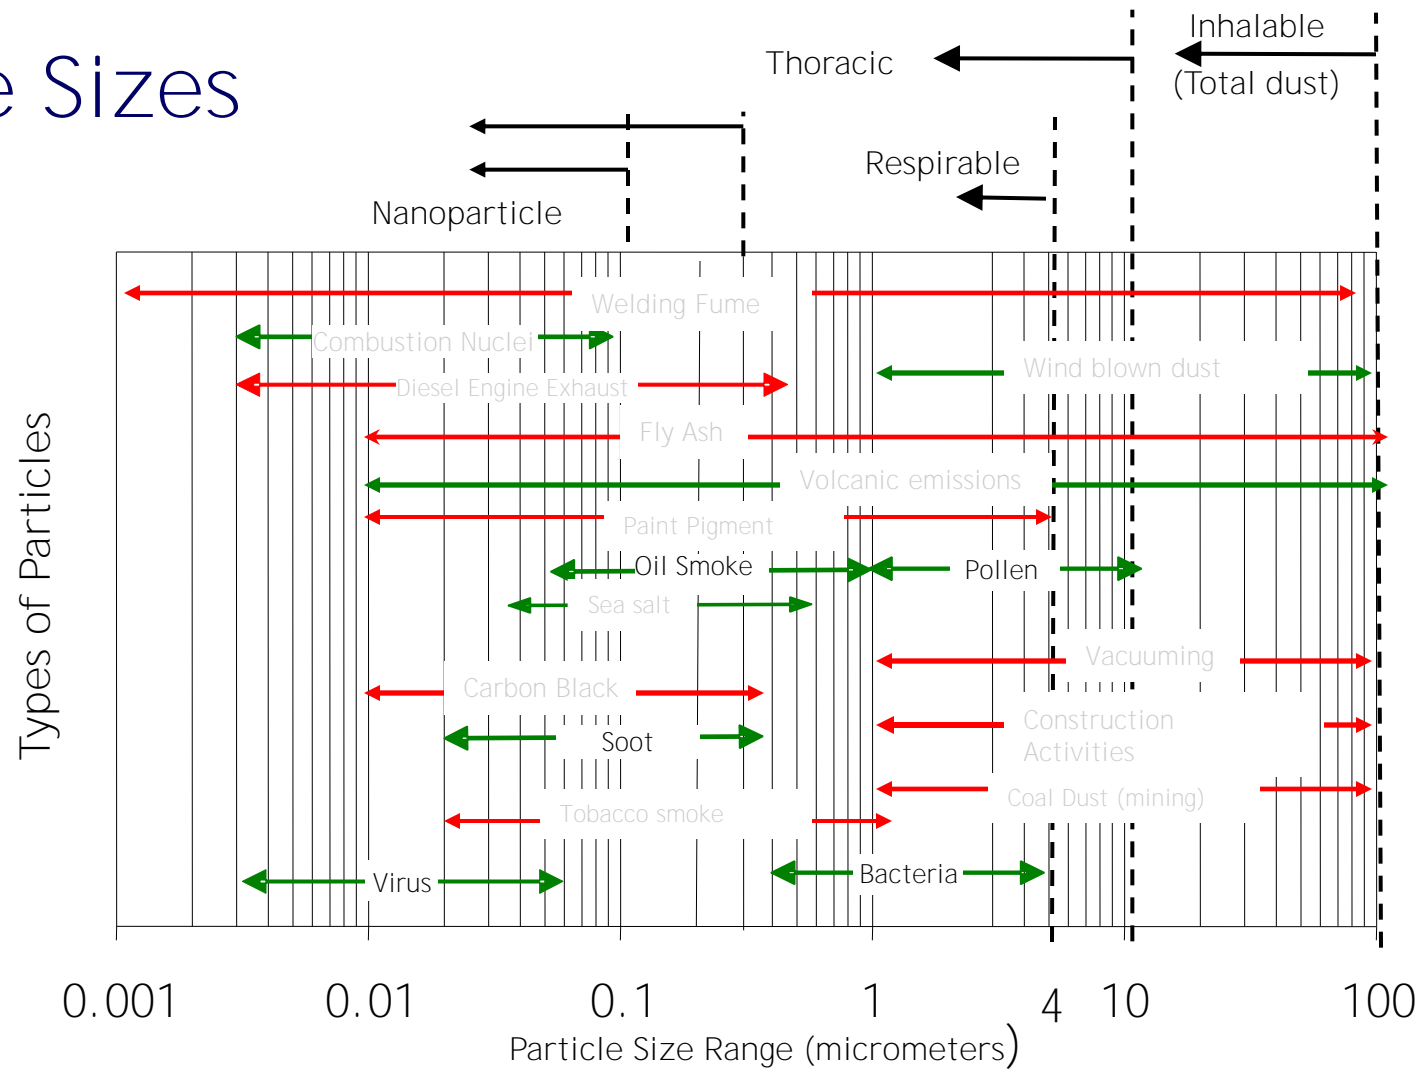 e Sizes
Inhalable
(Total dust)
Thoracic
Respirable
Nanoparticle
Welding Fume
Combustion Nuclei
Wind blown dust
Diesel Engine Exhaust
Fly Ash
Volcanic emissions
Paint Pigment
Oil Smoke
Pollen
Sea salt
Vacuuming
Carbon Black
Construction
Activities
Soot
Coal Dust (mining)
Tobacco smoke
Bacteria
Virus
Types of Particles
0.001 0.01 0.1 1 4 10 100
Particle Size Range (micrometers)